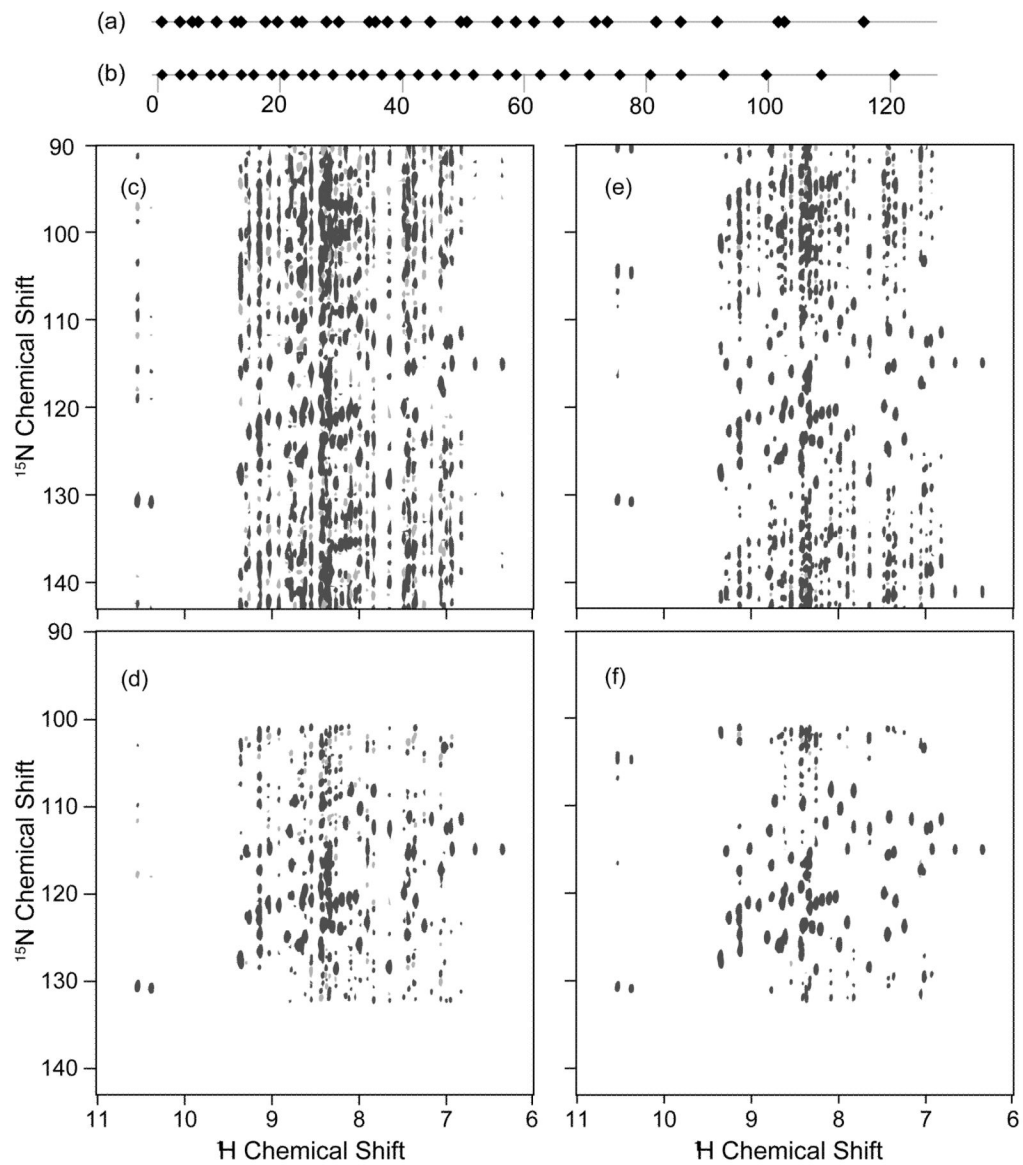 (a)
(b)
0 20 40 60 80 100 120
90
(c)
(e)
100
110
120
130
140
15N Chemical Shift
90
(d)
(f)
100
110
120
130
140
15N Chemical Shift
11 10 9 8 7 6
11 10 9 8 7 6
1H Chemical Shift
1H Chemical Shift